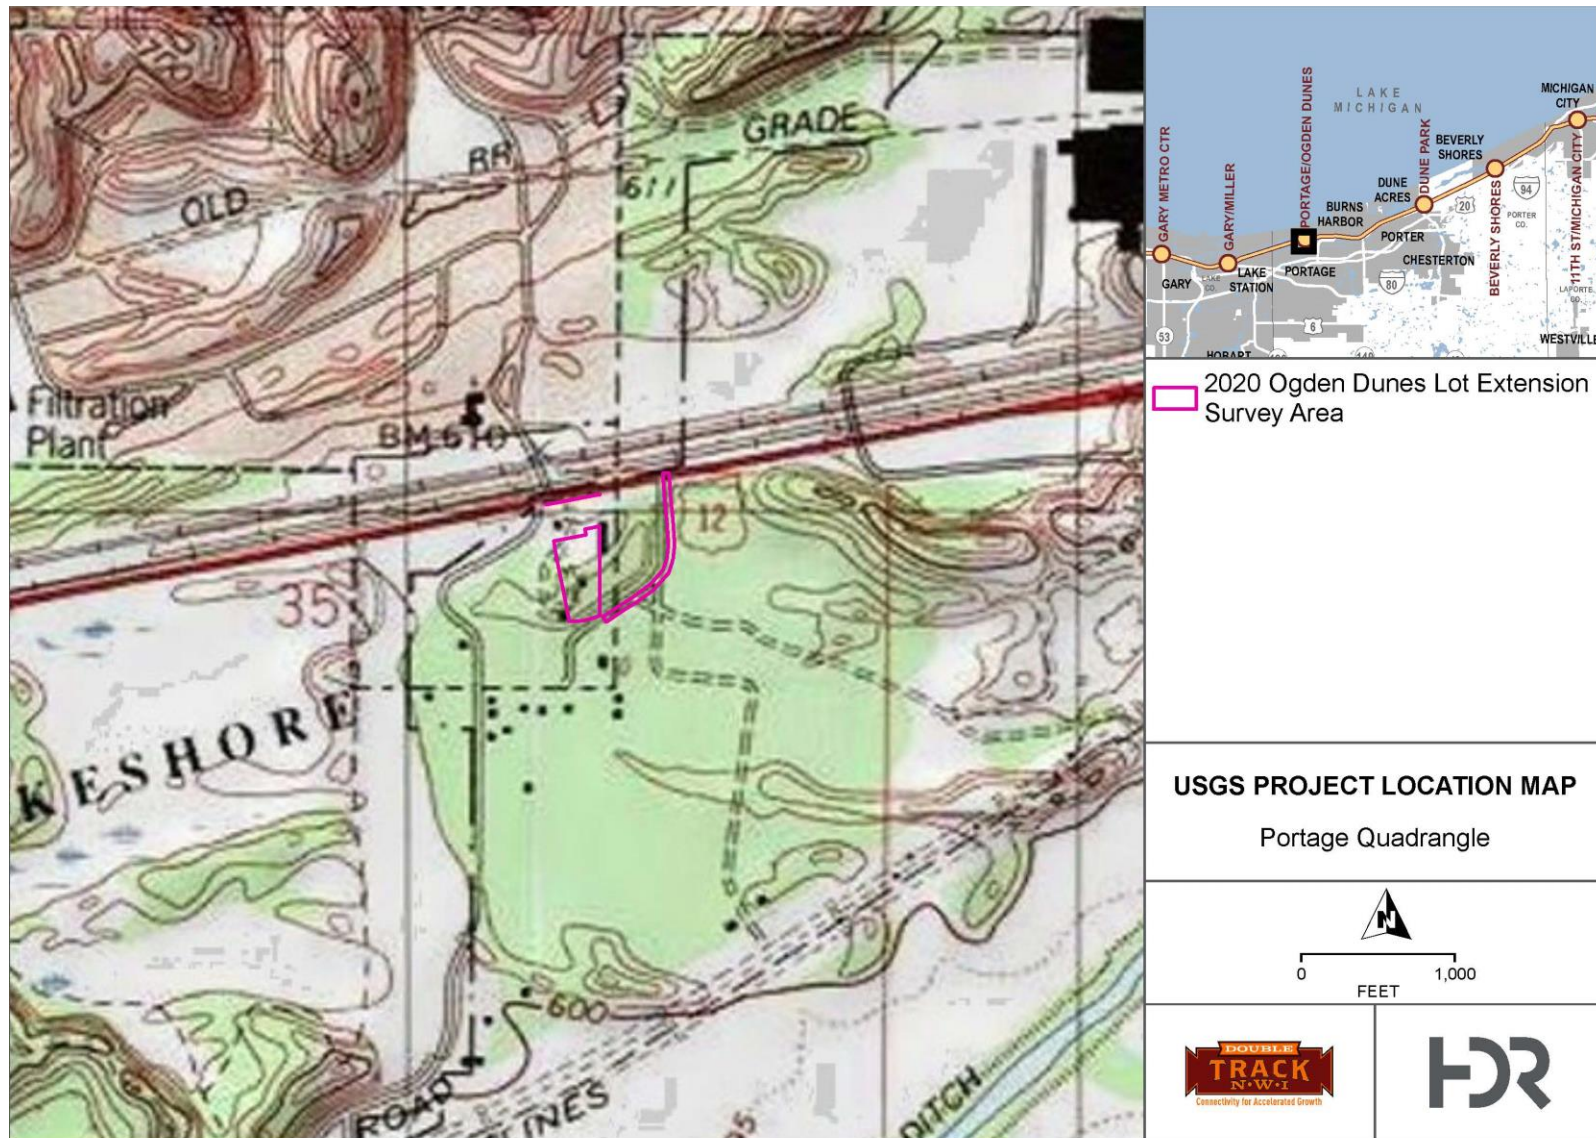 OLD
RR
GRADE
611
Filtration
Plant
BM 610
12
35
KESHORE
600
ROAD
LINES
DITCH
LAKE
MICHIGAN
MICHIGAN
CITY
BEVERLY
SHORES
DUNE
ACRES
BURNS
HARBOR
PORTER
CHESTERTON
PORTAGE
LAKE
STATION
GARY
HOBART
WESTVILLE
GARY METRO CTR
GARY/MILLER
PORTAGE/OGDEN DUNES
DUNE PARK
BEVERLY SHORES
11TH ST/MICHIGAN CITY
LAKE
CO.
PORTER
CO.
LAPORTE
CO.
20
94
80
6
53
149
2020 Ogden Dunes Lot Extension
Survey Area
USGS PROJECT LOCATION MAP
Portage Quadrangle
N
0 1,000
FEET
DOUBLE
TRACK
N·W·I
Connectivity for Accelerated Growth
HDR